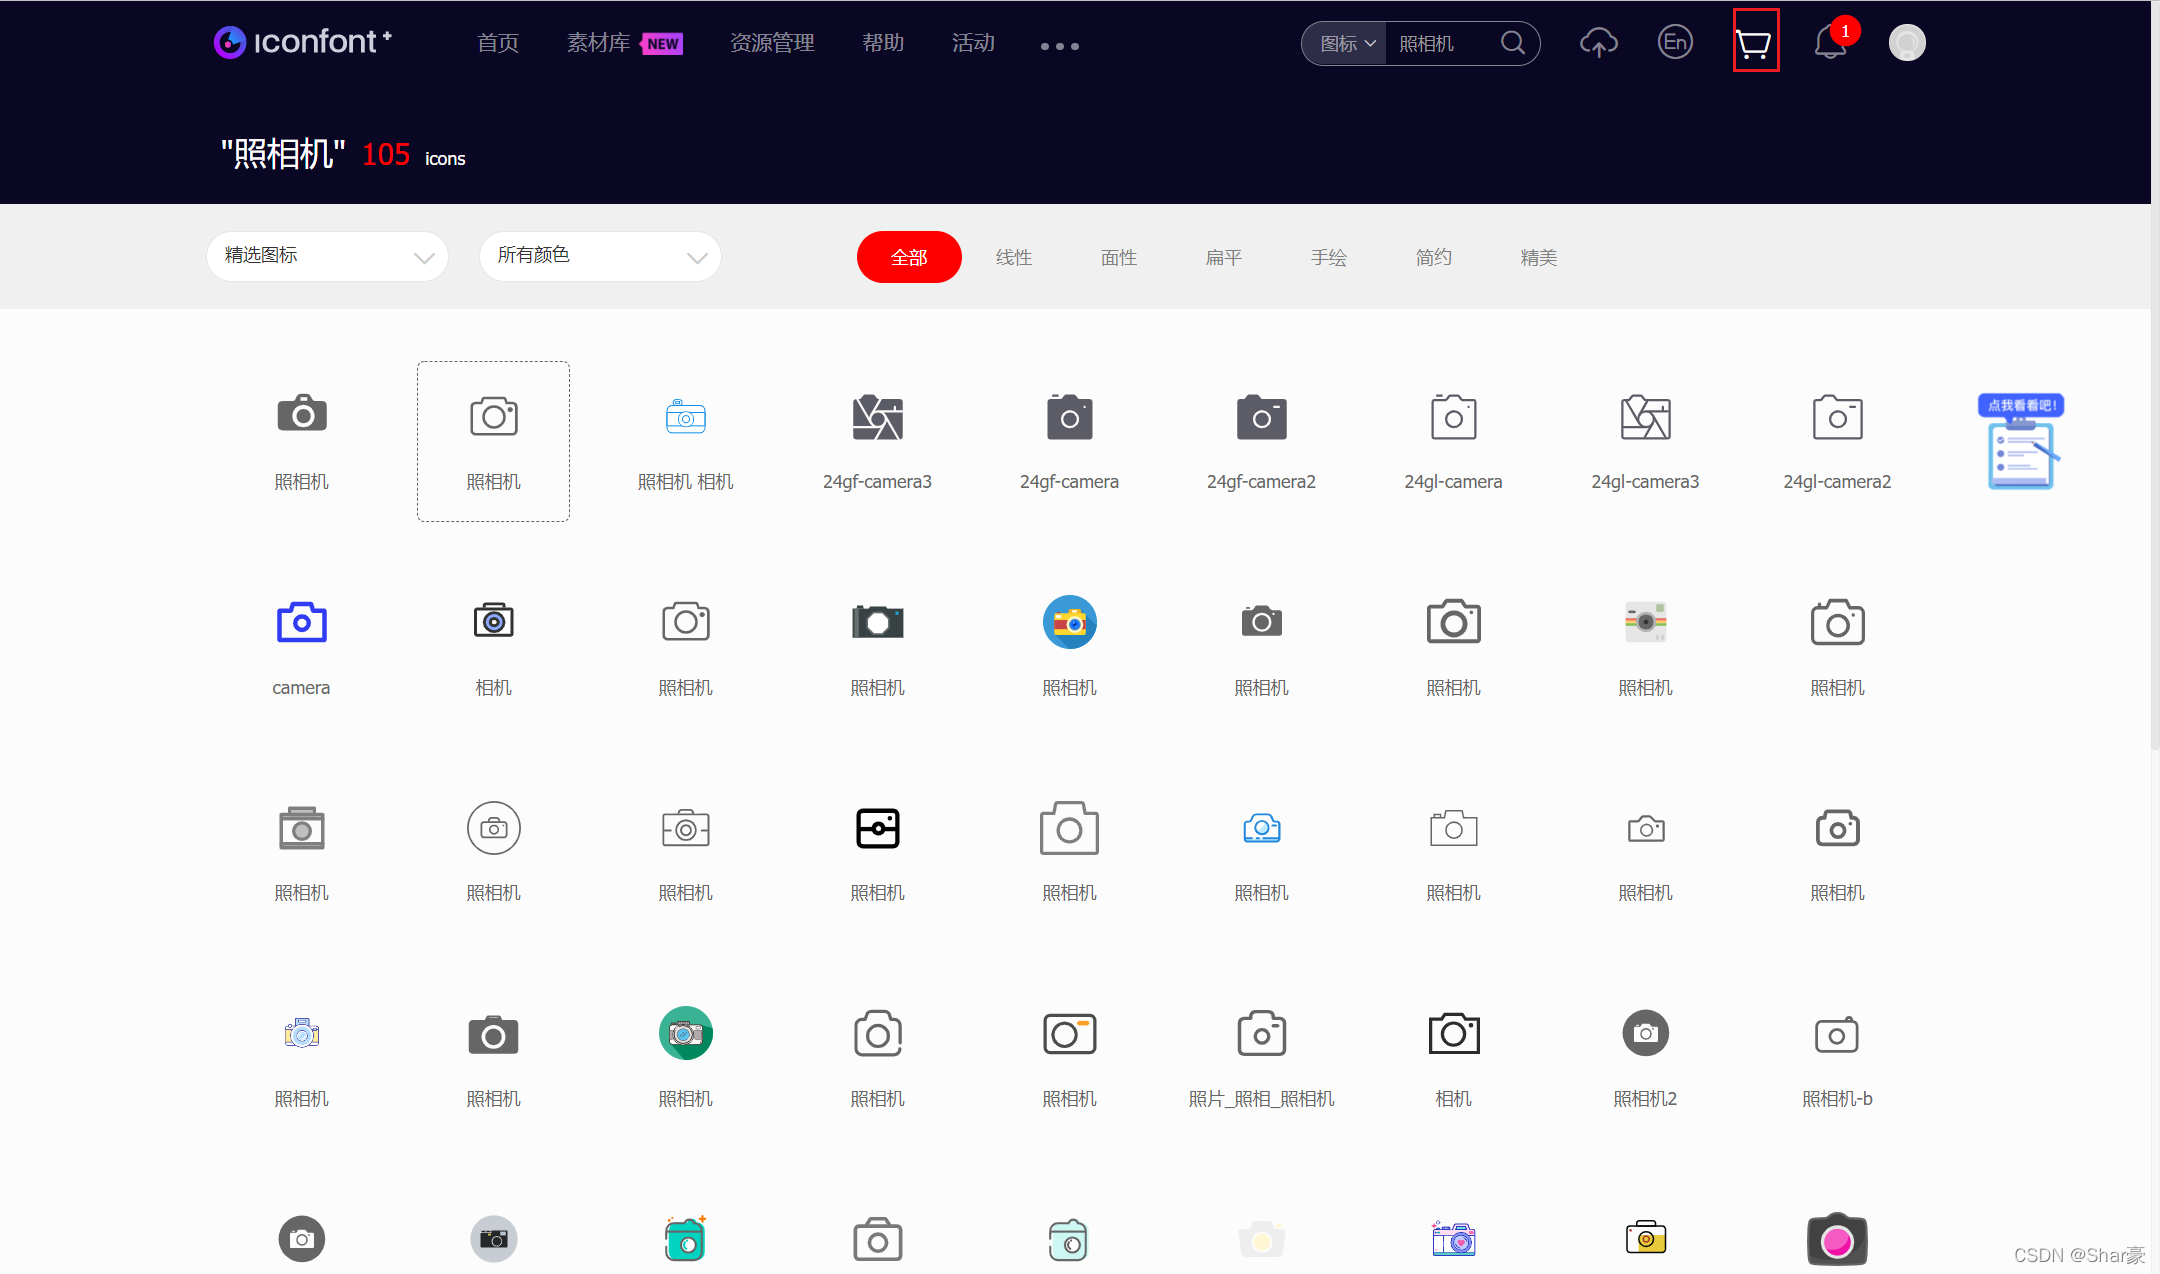 iconfont+ 首页 素材库 NEW 资源管理 帮助 活动 ••• 图标 照相机 En 1
"照相机" 105 icons
精选图标 所有颜色 全部 线性 面性 扁平 手绘 简约 精美
点我看看吧!
照相机 照相机 照相机 相机 24gf-camera3 24gf-camera 24gf-camera2 24gl-camera 24gl-camera3 24gl-camera2
camera 相机 照相机 照相机 照相机 照相机 照相机 照相机 照相机
照相机 照相机 照相机 照相机 照相机 照相机 照相机 照相机 照相机
照相机 照相机 照相机 照相机 照相机 照片_照相_照相机 相机 照相机2 照相机-b
CSDN @Shar豪